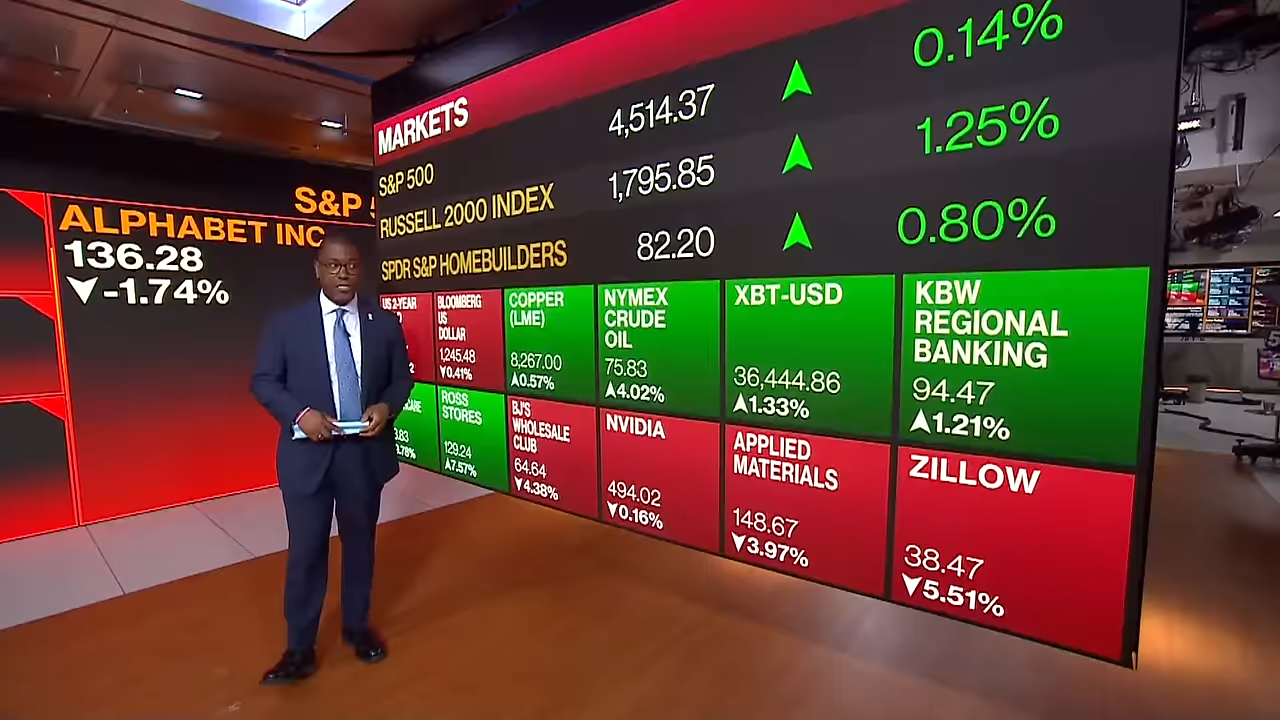 S&P
ALPHABET INC
136.28
▼-1.74%
MARKETS
S&P 500 4,514.37 ▲ 0.14%
RUSSELL 2000 INDEX 1,795.85 ▲ 1.25%
SPDR S&P HOMEBUILDERS 82.20 ▲ 0.80%
US 2-YEAR
BLOOMBERG
US
DOLLAR
1,245.48
▼0.41%
COPPER
(LME)
8,267.00
▲0.57%
NYMEX
CRUDE
OIL
75.83
▲4.02%
XBT-USD
36,444.86
▲1.33%
KBW
REGIONAL
BANKING
94.47
▲1.21%
ROSS
STORES
129.24
▲7.57%
BJ'S
WHOLESALE
CLUB
64.64
▼4.38%
NVIDIA
494.02
▼0.16%
APPLIED
MATERIALS
148.67
▼3.97%
ZILLOW
38.47
▼5.51%